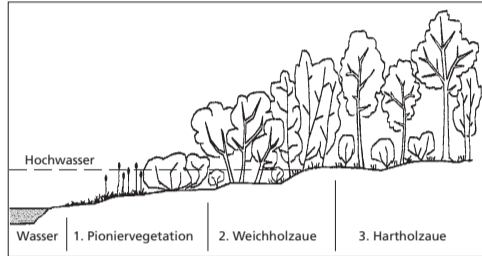 Hochwasser
Wasser
1. Pioniervegetation
2. Weichholzaue
3. Hartholzaue